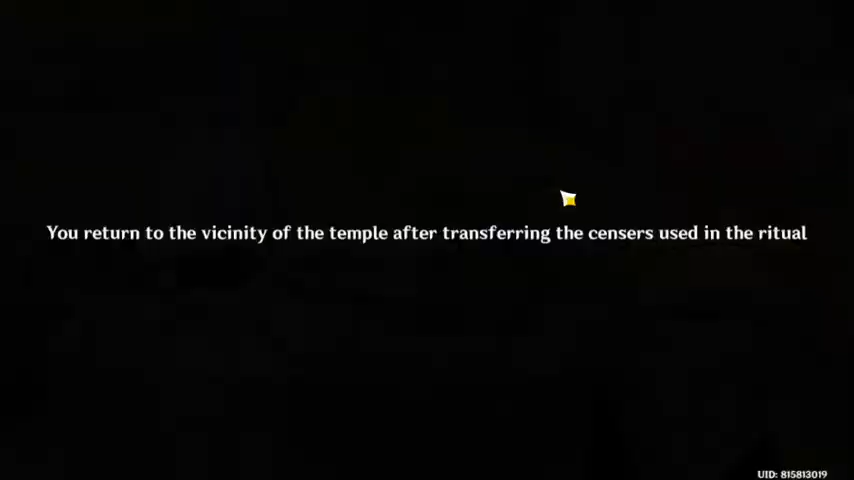 You return to the vicinity of the temple after transferring the censers used in the ritual
UID: 815813019